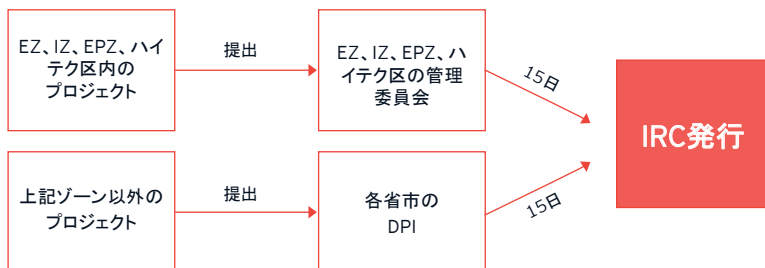 EZ、IZ、EPZ、ハイ
テク区内の
プロジェクト
提出
EZ、IZ、EPZ、ハ
イテク区の管理
委員会
15日
IRC発行
上記ゾーン以外の
プロジェクト
提出
各省市の
DPI
15日